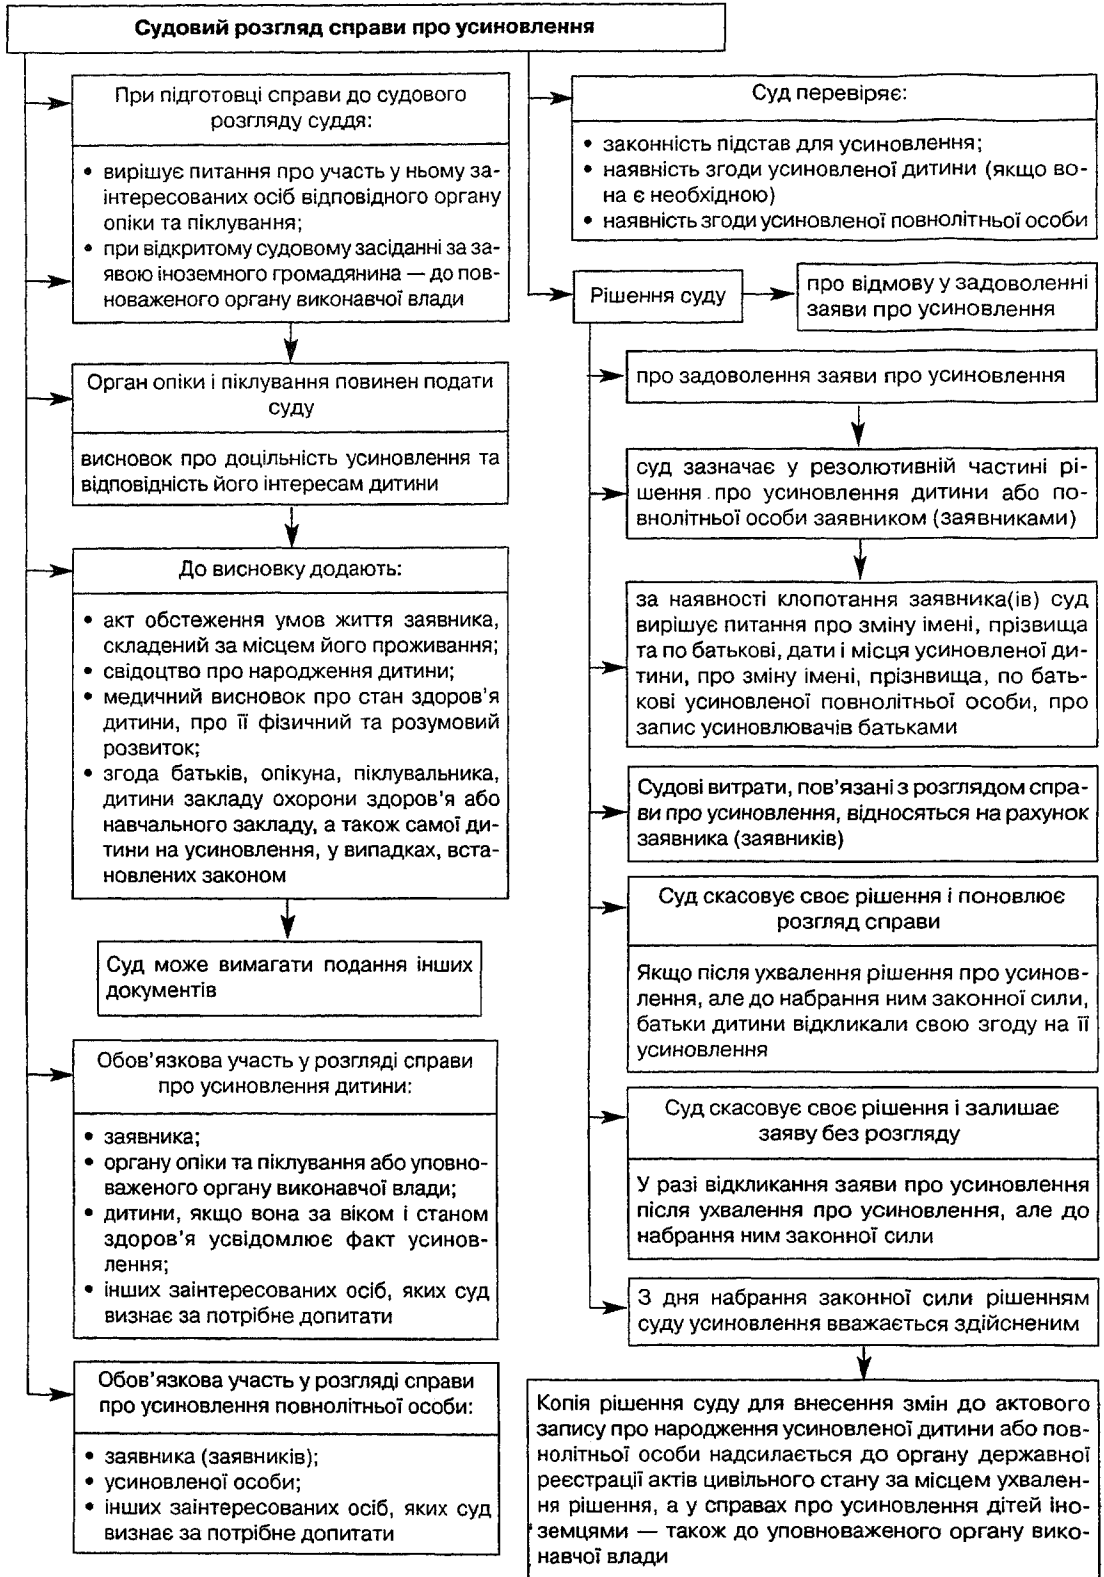 Судовий розгляд справи про усиновлення
При підготовці справи до судового
розгляду суддя:
• вирішує питання про участь у ньому за-
інтересованих осіб відповідного органу
опіки та піклування;
• при відкритому судовому засіданні за за-
явою іноземного громадянина — до пов-
новаженого органу виконавчої влади
Орган опіки і піклування повинен подати
суду
висновок про доцільність усиновлення та
відповідність його інтересам дитини
До висновку додають:
• акт обстеження умов життя заявника,
складений за місцем його проживання;
• свідоцтво про народження дитини;
• медичний висновок про стан здоров'я
дитини, про її фізичний та розумовий
розвиток;
• згода батьків, опікуна, піклувальника,
дитини закладу охорони здоров'я або
навчального закладу, а також самої ди-
тини на усиновлення, у випадках, вста-
новлених законом
Суд може вимагати подання інших
документів
Обов'язкова участь у розгляді справи
про усиновлення дитини:
• заявника;
• органу опіки та піклування або уповно-
важеного органу виконавчої влади;
• дитини, якщо вона за віком і станом
здоров'я усвідомлює факт усинов-
лення;
• інших заінтересованих осіб, яких суд
визнає за потрібне допитати
Обов'язкова участь у розгляді справи
про усиновлення повнолітньої особи:
• заявника (заявників);
• усиновленої особи;
• інших заінтересованих осіб, яких суд
визнає за потрібне допитати
Суд перевіряє:
• законність підстав для усиновлення;
• наявність згоди усиновленої дитини (якщо во-
на є необхідною)
• наявність згоди усиновленої повнолітньої особи
Рішення суду
про відмову у задоволенні
заяви про усиновлення
про задоволення заяви про усиновлення
суд зазначає у резолютивній частині рі-
шення про усиновлення дитини або по-
внолітньої особи заявником (заявниками)
за наявності клопотання заявника(ів) суд
вирішує питання про зміну імені, прізвища
та по батькові, дати і місця усиновленої ди-
тини, про зміну імені, прізнвища, по бать-
кові усиновленої повнолітньої особи, про
запис усиновлювачів батьками
Судові витрати, пов'язані з розглядом спра-
ви про усиновлення, відносяться на рахунок
заявника (заявників)
Суд скасовує своє рішення і поновлює
розгляд справи
Якщо після ухвалення рішення про усинов-
лення, але до набрання ним законної сили,
батьки дитини відкликали свою згоду на її
усиновлення
Суд скасовує своє рішення і залишає
заяву без розгляду
У разі відкликання заяви про усиновлення
після ухвалення про усиновлення, але до
набрання ним законної сили
З дня набрання законної сили рішенням
суду усиновлення вважається здійсненим
Копія рішення суду для внесення змін до актового
запису про народження усиновленої дитини або пов-
нолітньої особи надсилається до органу державної
реєстрації актів цивільного стану за місцем ухвален-
ня рішення, а у справах про усиновлення дітей іно-
земцями — також до уповноваженого органу вико-
навчої влади